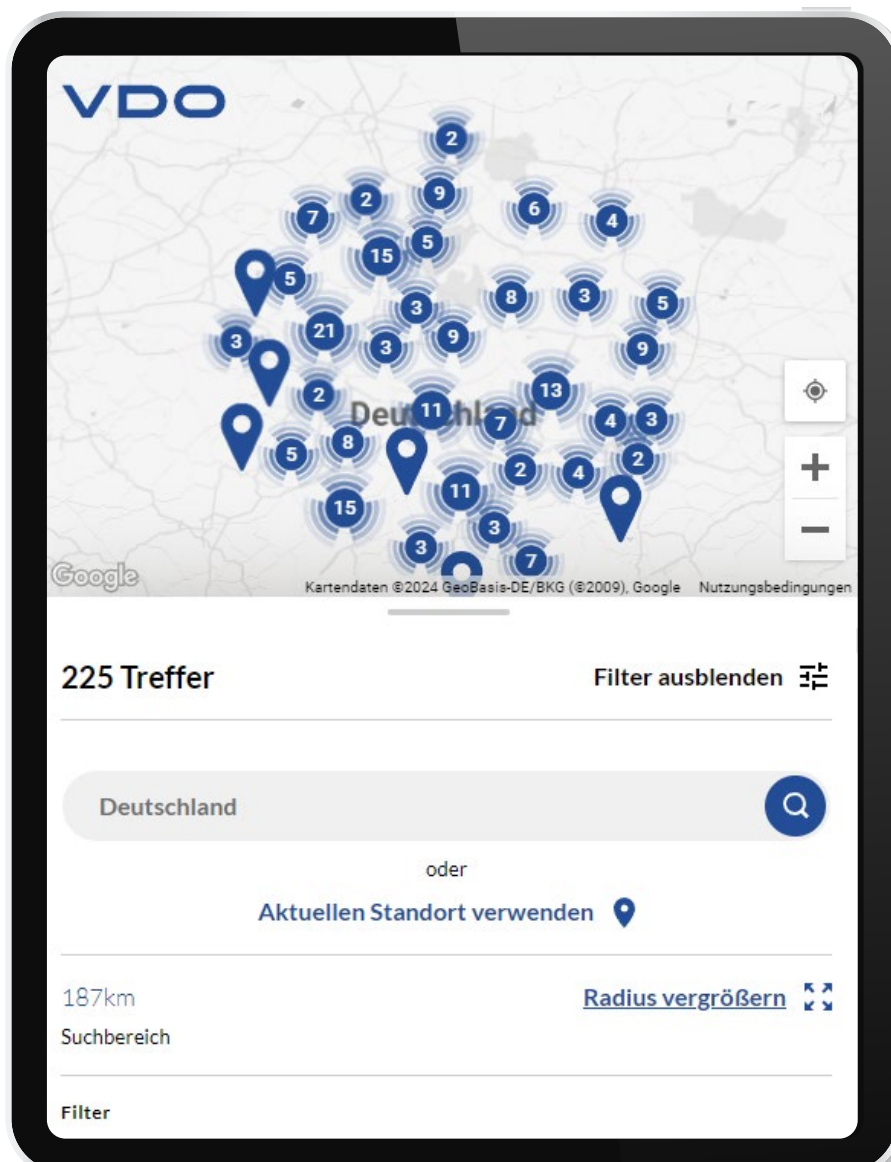 VDO
2
2
9
7
6
4
5
15
5
8
3
5
3
21
3
9
3
9
2
13
Deutschland
11
7
4
3
8
5
2
4
2
11
15
3
3
7
Google
Kartendaten ©2024 GeoBasis-DE/BKG (©2009), Google Nutzungsbedingungen
225 Treffer
Filter ausblenden
Deutschland
oder
Aktuellen Standort verwenden
187km
Radius vergrößern
Suchbereich
Filter